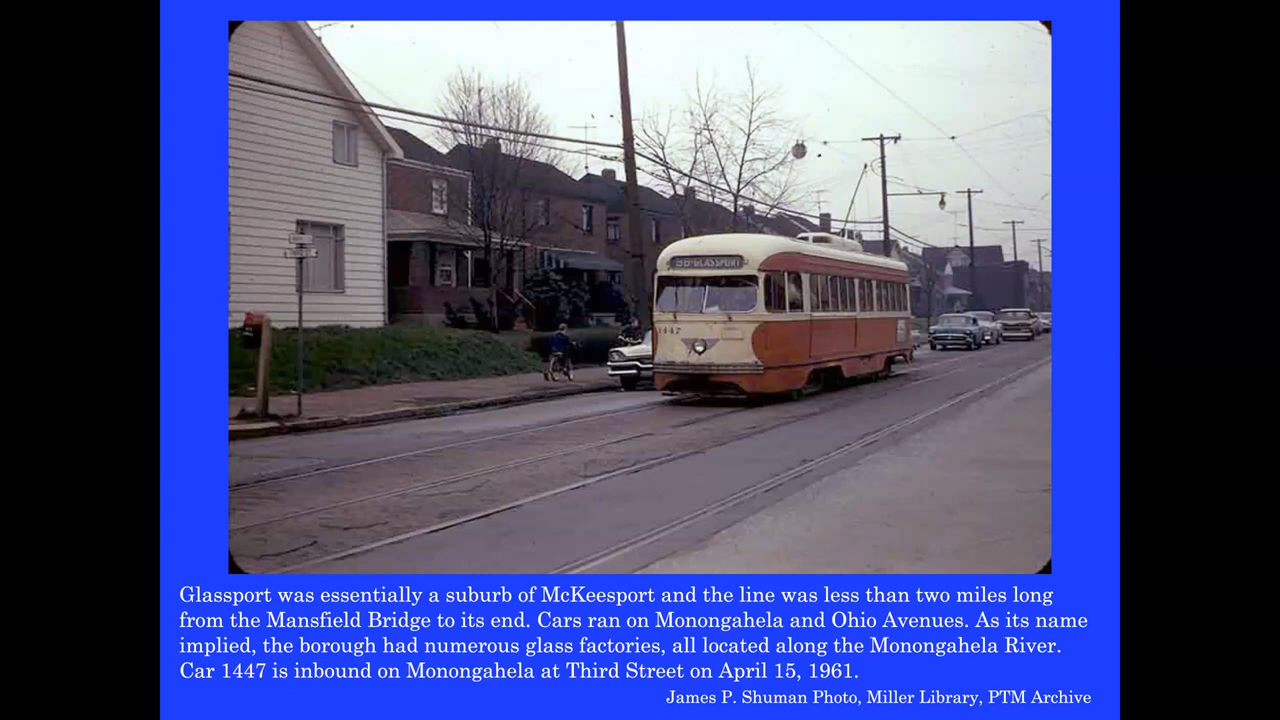 GLASSPORT
1447
Glassport was essentially a suburb of McKeesport and the line was less than two miles long
from the Mansfield Bridge to its end. Cars ran on Monongahela and Ohio Avenues. As its name
implied, the borough had numerous glass factories, all located along the Monongahela River.
Car 1447 is inbound on Monongahela at Third Street on April 15, 1961.
James P. Shuman Photo, Miller Library, PTM Archive